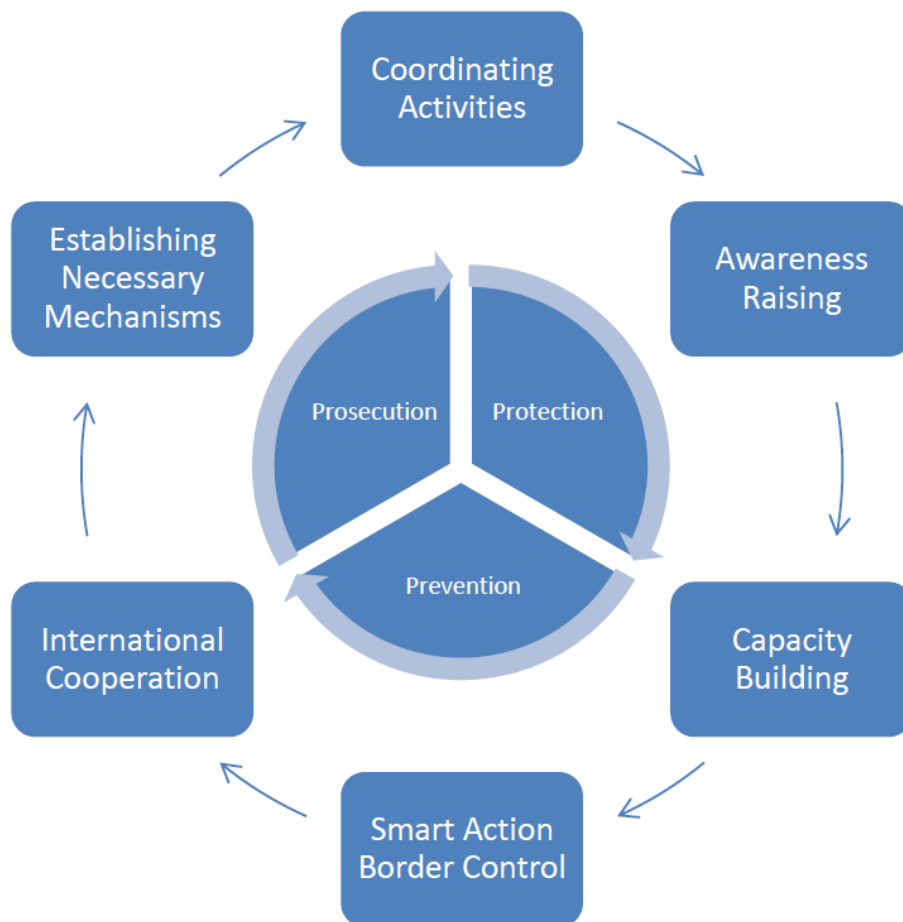 Coordinating
Activities
Establishing
Necessary
Mechanisms
Awareness
Raising
Prosecution
Protection
Prevention
International
Cooperation
Capacity
Building
Smart Action
Border Control